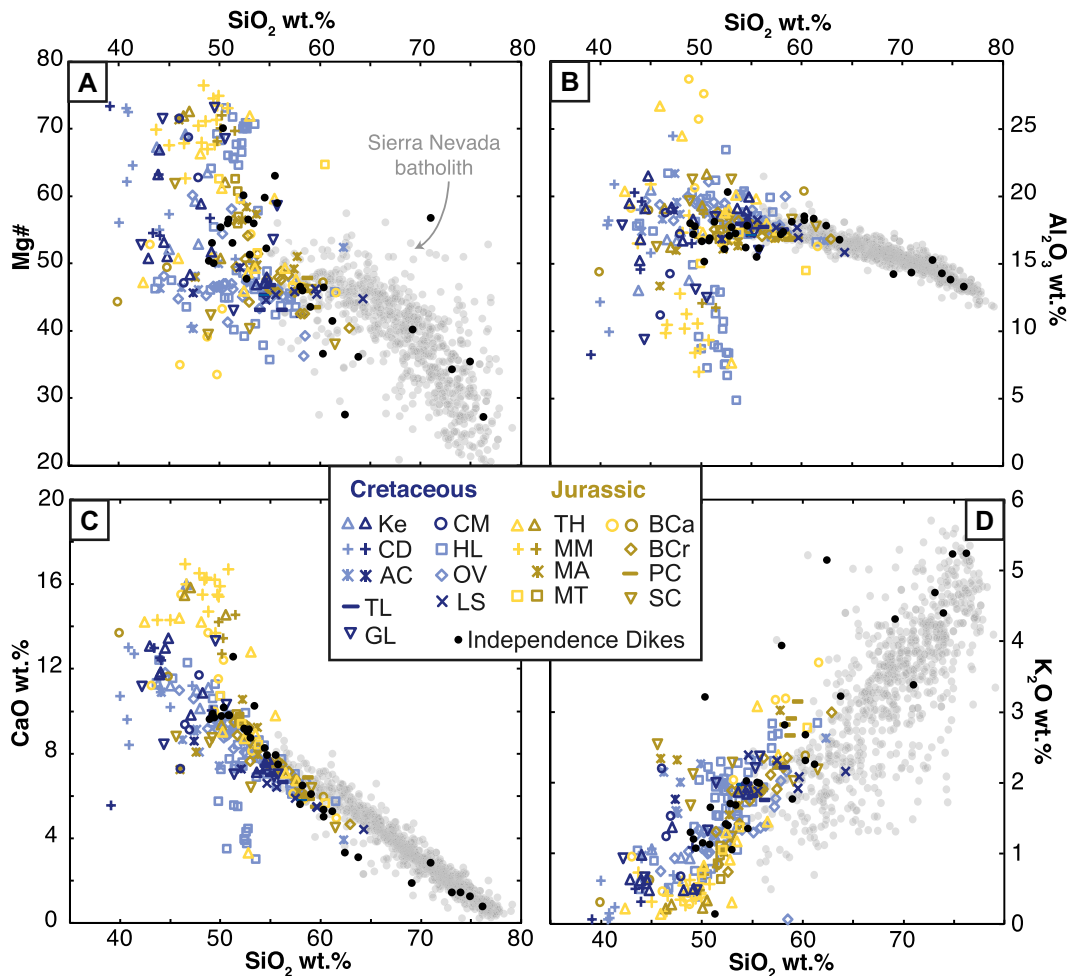 SiO2 wt.%
SiO2 wt.%
40 50 60 70 80
40 50 60 70 80
80
70
60
50
40
30
20
Mg#
A
Sierra Nevada
batholith
B
25
20
15
10
5
0
Al2O3 wt.%
Cretaceous
Jurassic
Ke
CM
TH
BCa
CD
HL
MM
BCr
AC
OV
MA
PC
TL
LS
MT
SC
GL
Independence Dikes
20
16
12
8
4
0
CaO wt.%
C
D
6
5
4
3
2
1
0
K2O wt.%
40 50 60 70 80
40 50 60 70
SiO2 wt.%
SiO2 wt.%